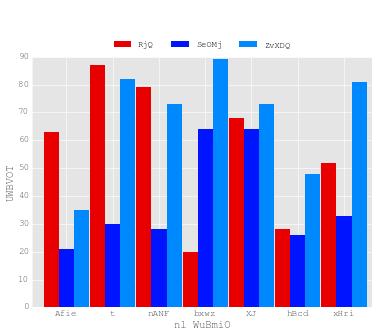 RjQ SeOMj ZvXDQ
90
80
70
60
50
40
30
20
10
0
UWBVOT
Afie t nANF bxwz XJ hBcd xHri
nl WuBmiO